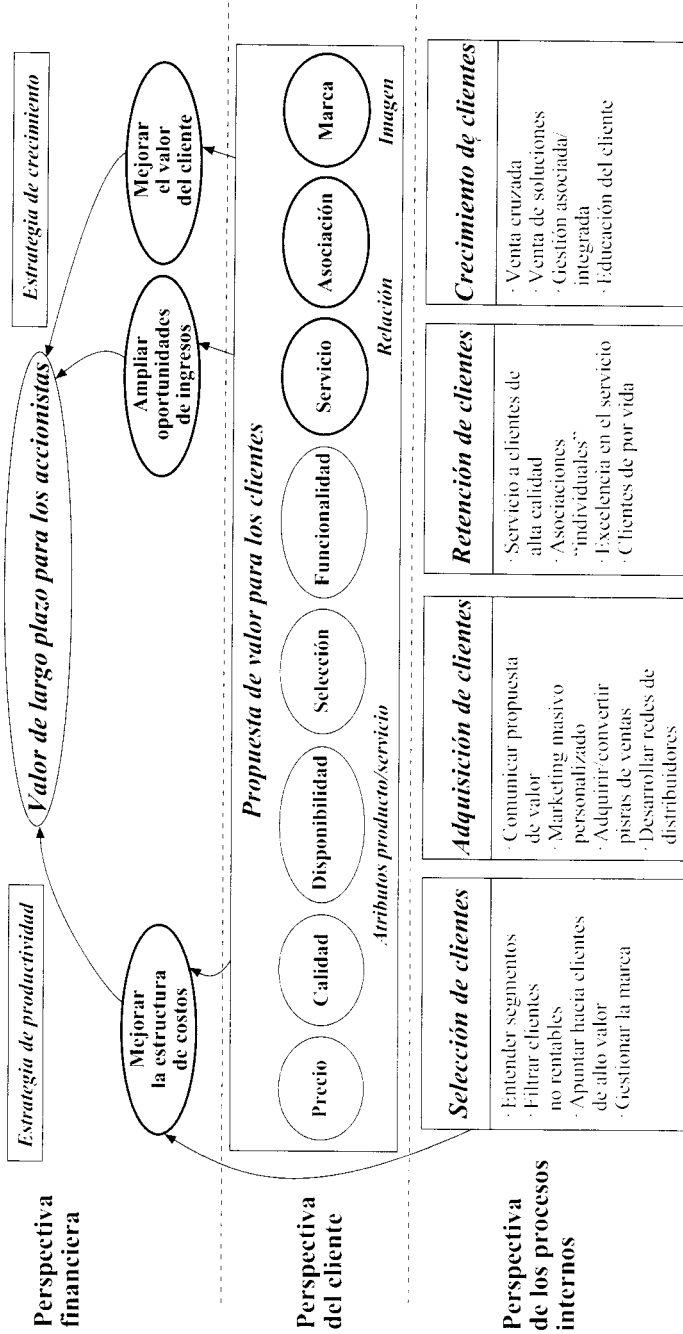 Perspectiva
financiera
Estrategia de productividad
Estrategia de crecimiento
Valor de largo plazo para los accionistas
Mejorar
la estructura
de costos
Ampliar
oportunidades
de ingresos
Mejorar
el valor
del cliente
Perspectiva
del cliente
Propuesta de valor para los clientes
Precio
Calidad
Disponibilidad
Selección
Funcionalidad
Servicio
Asociación
Marca
Atributos producto/servicio
Relación
Imagen
Perspectiva
de los procesos
internos
Selección de clientes
· Entender segmentos
· Filtrar clientes
no rentables
· Apuntar hacia clientes
de alto valor
· Gestionar la marca
Adquisición de clientes
· Comunicar propuesta
de valor
· Marketing masivo
personalizado
· Adquirir/convertir
pisras de ventas
· Desarrollar redes de
distribuidores
Retención de clientes
· Servicio a clientes de
alta calidad
· Asociaciones
"individuales"
· Excelencia en el servicio
· Clientes de por vida
Crecimiento de clientes
· Venta cruzada
· Venta de soluciones
· Gestión asociada/
integrada
· Educación del cliente